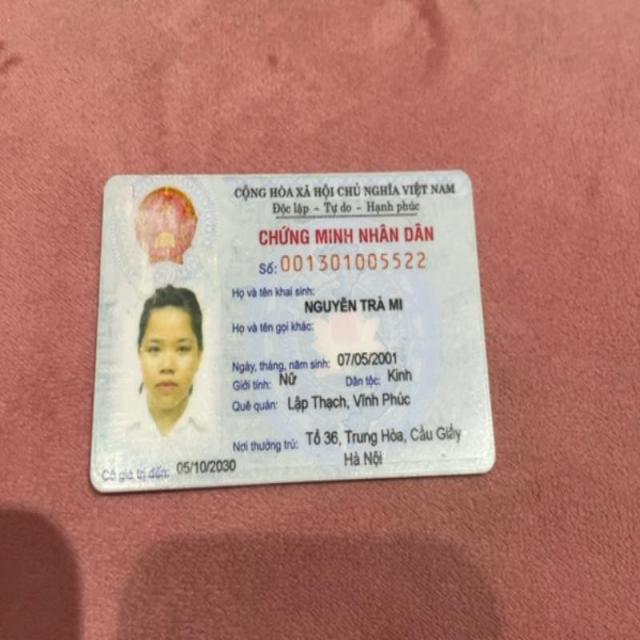 CỘNG HÒA XÃ HỘI CHỦ NGHĨA VIỆT NAM
Độc lập - Tự do - Hạnh phúc
CHỨNG MINH NHÂN DÂN
Số: 001301005522
Họ và tên khai sinh:
NGUYỄN TRÀ MI
Họ và tên gọi khác:
Ngày, tháng, năm sinh: 07/05/2001
Giới tính: Nữ Dân tộc: Kinh
Quê quán: Lập Thạch, Vĩnh Phúc
Nơi thường trú: Tổ 36, Trung Hòa, Cầu Giấy
Hà Nội
Có giá trị đến: 05/10/2030